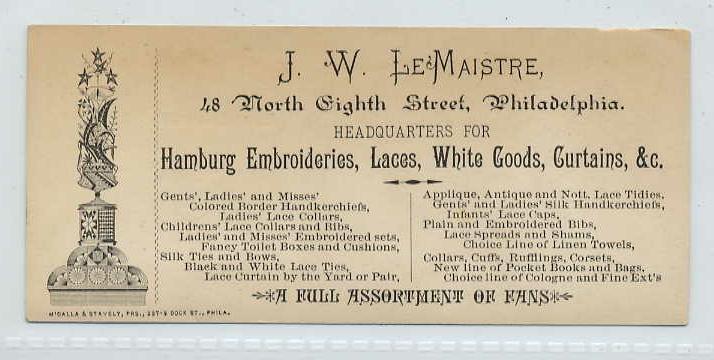 J. W. LEMAISTRE,
48 North Eighth Street, Philadelphia.
HEADQUARTERS FOR
Hamburg Embroideries, Laces, White Goods, Curtains, &c.
Gents', Ladies' and Misses'
Colored Border Handkerchiefs,
Ladies' Lace Collars,
Childrens' Lace Collars and Bibs,
Ladies' and Misses' Embroidered sets,
Fancy Toilet Boxes and Cushions,
Silk Ties and Bows,
Black and White Lace Ties,
Lace Curtain by the Yard or Pair,
Applique, Antique and Nott. Lace Tidies,
Gents' and Ladies' Silk Handkerchiefs,
Infants' Lace Caps,
Plain and Embroidered Bibs,
Lace Spreads and Shams,
Choice Line of Linen Towels,
Collars, Cuffs, Rufflings, Corsets,
New line of Pocket Books and Bags,
Choice line of Cologne and Fine Ext's
A FULL ASSORTMENT OF FANS
McCALLA & STAVELY, PRS., 237-9 DOCK ST., PHILA.